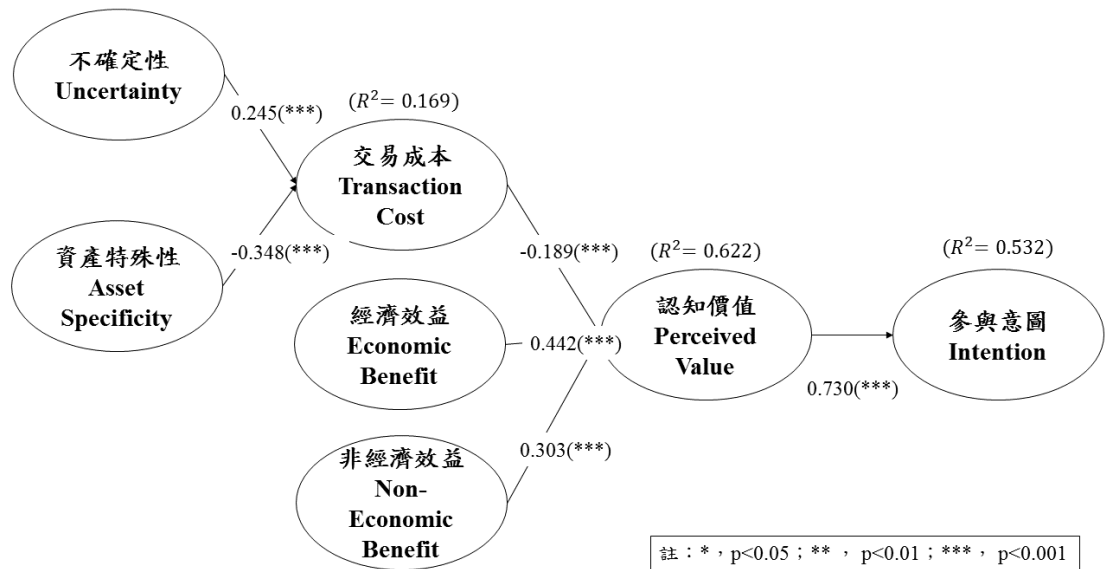 不確定性
Uncertainty
0.245(***)
(R²= 0.169)
交易成本
Transaction
Cost
資產特殊性
Asset
Specificity
-0.348(***)
-0.189(***)
(R²= 0.622)
(R²= 0.532)
經濟效益
Economic
Benefit
0.442(***)
認知價值
Perceived
Value
參與意圖
Intention
0.730(***)
非經濟效益
Non-
Economic
Benefit
0.303(***)
註：*，p<0.05；**，p<0.01；***，p<0.001